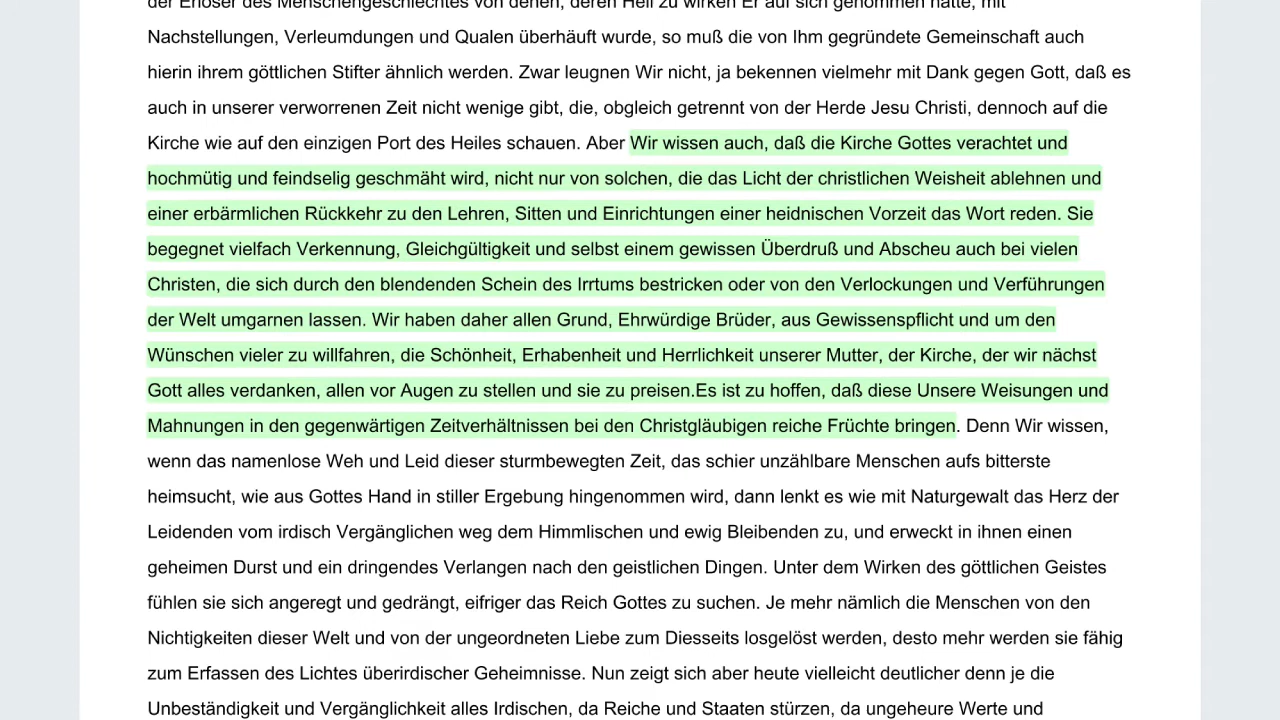 der Erlöser des Menschengeschlechtes von denen, deren Heil zu wirken Er auf sich genommen hatte, mit
Nachstellungen, Verleumdungen und Qualen überhäuft wurde, so muß die von Ihm gegründete Gemeinschaft auch
hierin ihrem göttlichen Stifter ähnlich werden. Zwar leugnen Wir nicht, ja bekennen vielmehr mit Dank gegen Gott, daß es
auch in unserer verworrenen Zeit nicht wenige gibt, die, obgleich getrennt von der Herde Jesu Christi, dennoch auf die
Kirche wie auf den einzigen Port des Heiles schauen. Aber Wir wissen auch, daß die Kirche Gottes verachtet und
hochmütig und feindselig geschmäht wird, nicht nur von solchen, die das Licht der christlichen Weisheit ablehnen und
einer erbärmlichen Rückkehr zu den Lehren, Sitten und Einrichtungen einer heidnischen Vorzeit das Wort reden. Sie
begegnet vielfach Verkennung, Gleichgültigkeit und selbst einem gewissen Überdruß und Abscheu auch bei vielen
Christen, die sich durch den blendenden Schein des Irrtums bestricken oder von den Verlockungen und Verführungen
der Welt umgarnen lassen. Wir haben daher allen Grund, Ehrwürdige Brüder, aus Gewissenspflicht und um den
Wünschen vieler zu willfahren, die Schönheit, Erhabenheit und Herrlichkeit unserer Mutter, der Kirche, der wir nächst
Gott alles verdanken, allen vor Augen zu stellen und sie zu preisen.Es ist zu hoffen, daß diese Unsere Weisungen und
Mahnungen in den gegenwärtigen Zeitverhältnissen bei den Christgläubigen reiche Früchte bringen. Denn Wir wissen,
wenn das namenlose Weh und Leid dieser sturmbewegten Zeit, das schier unzählbare Menschen aufs bitterste
heimsucht, wie aus Gottes Hand in stiller Ergebung hingenommen wird, dann lenkt es wie mit Naturgewalt das Herz der
Leidenden vom irdisch Vergänglichen weg dem Himmlischen und ewig Bleibenden zu, und erweckt in ihnen einen
geheimen Durst und ein dringendes Verlangen nach den geistlichen Dingen. Unter dem Wirken des göttlichen Geistes
fühlen sie sich angeregt und gedrängt, eifriger das Reich Gottes zu suchen. Je mehr nämlich die Menschen von den
Nichtigkeiten dieser Welt und von der ungeordneten Liebe zum Diesseits losgelöst werden, desto mehr werden sie fähig
zum Erfassen des Lichtes überirdischer Geheimnisse. Nun zeigt sich aber heute vielleicht deutlicher denn je die
Unbeständigkeit und Vergänglichkeit alles Irdischen, da Reiche und Staaten stürzen, da ungeheure Werte und